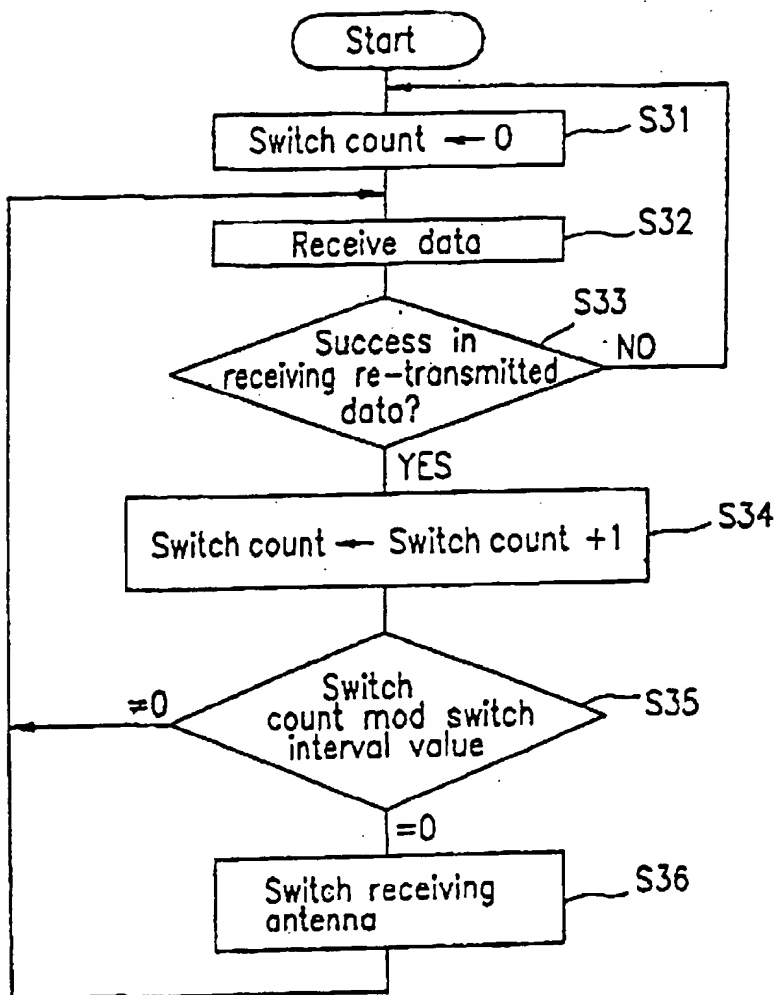 Start
Switch count ← 0
S31
Receive data
S32
S33
Success in
receiving re-transmitted
data?
NO
YES
Switch count ← Switch count +1
S34
≠0
Switch
count mod switch
interval value
S35
=0
Switch receiving
antenna
S36